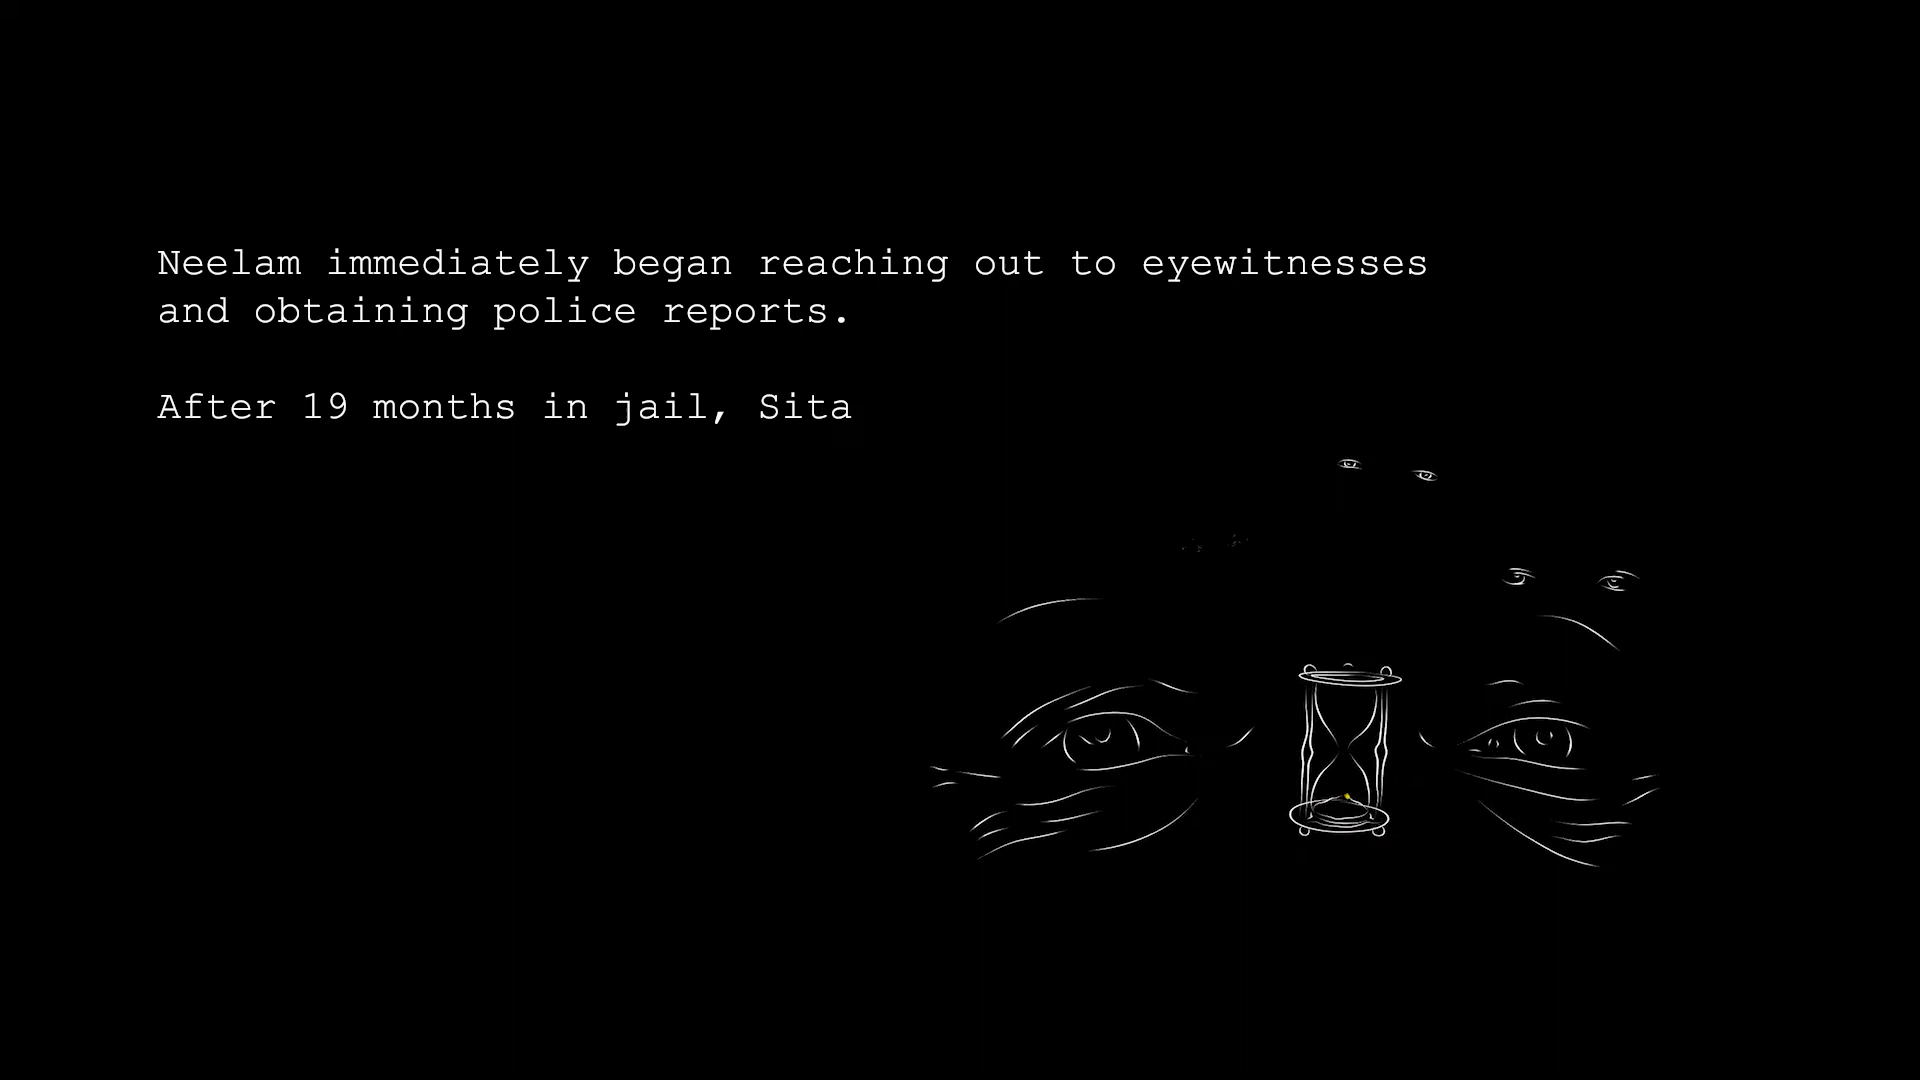 Neelam immediately began reaching out to eyewitnesses
and obtaining police reports.
After 19 months in jail, Sita